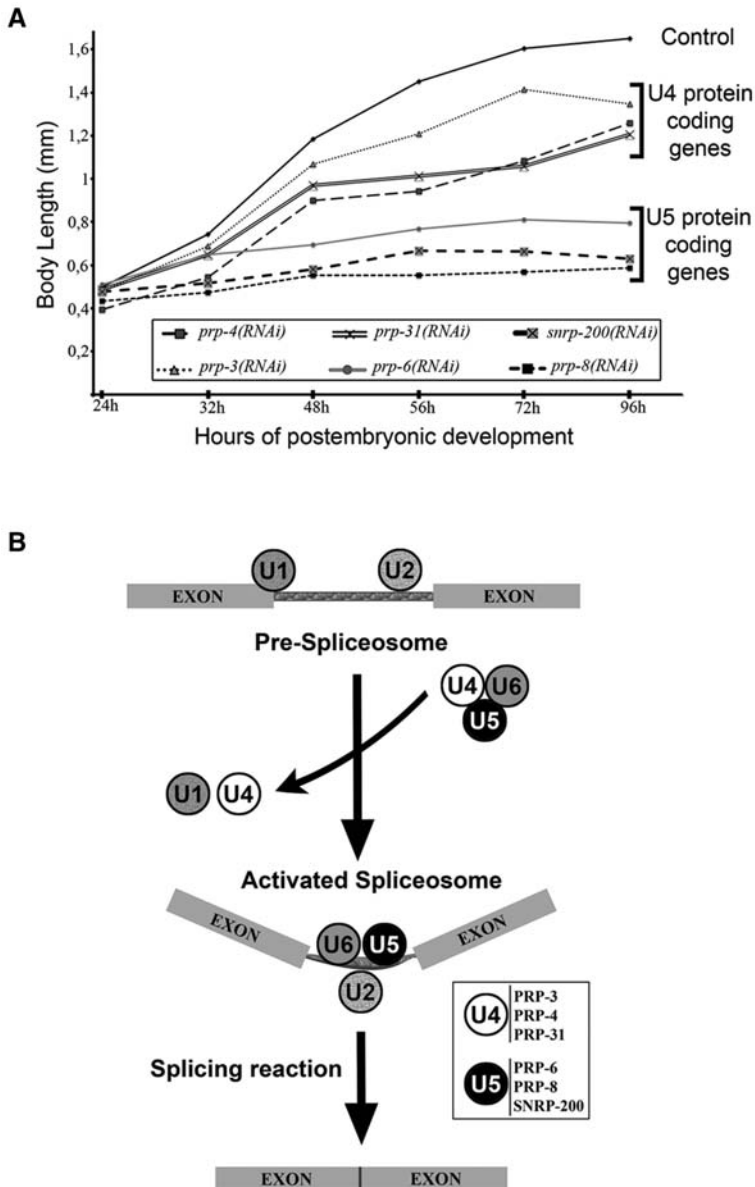 A
Body Length (mm)
1,6
1,4
1,2
1
0,8
0,6
0,4
0,2
Control
U4 protein
coding
genes
U5 protein
coding
genes
prp-4(RNAi) prp-31(RNAi) snrp-200(RNAi)
prp-3(RNAi) prp-6(RNAi) prp-8(RNAi)
24h 32h 48h 56h 72h 96h
Hours of postembryonic development
B
U1 U2
EXON EXON
Pre-Spliceosome
U4 U6
U5
U1 U4
Activated Spliceosome
EXON EXON
U6 U5
U2
U4 PRP-3
PRP-4
PRP-31
U5 PRP-6
PRP-8
SNRP-200
Splicing reaction
EXON EXON